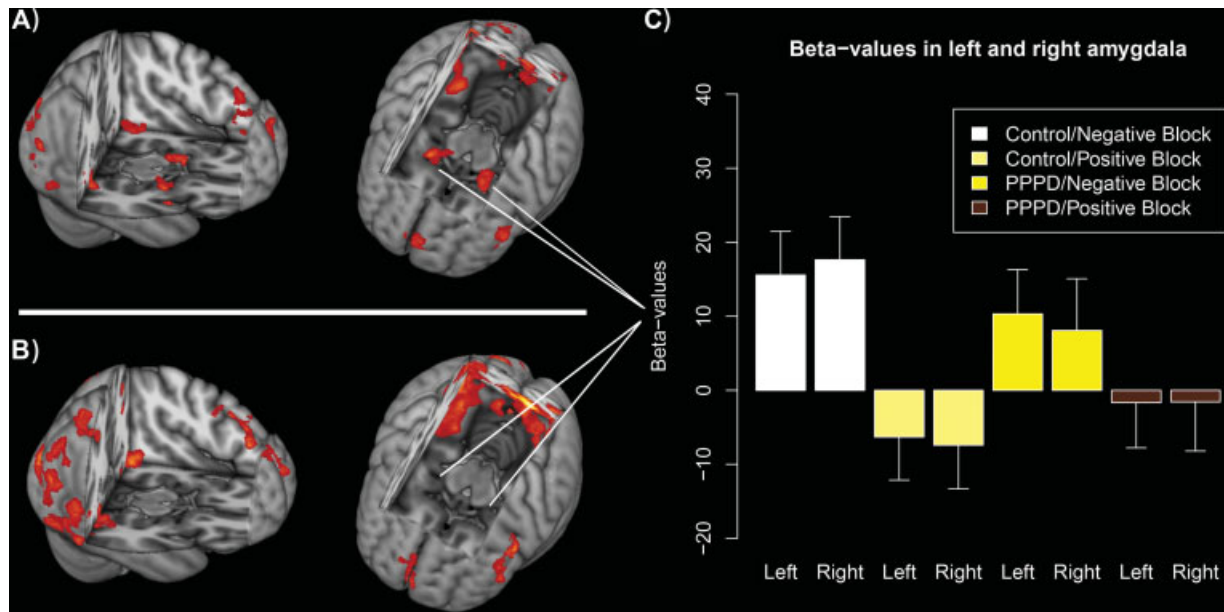 A)
B)
C)
Beta-values in left and right amygdala
Control/Negative Block
Control/Positive Block
PPPD/Negative Block
PPPD/Positive Block
Beta-values
40
30
20
10
0
-10
-20
Left Right Left Right Left Right Left Right